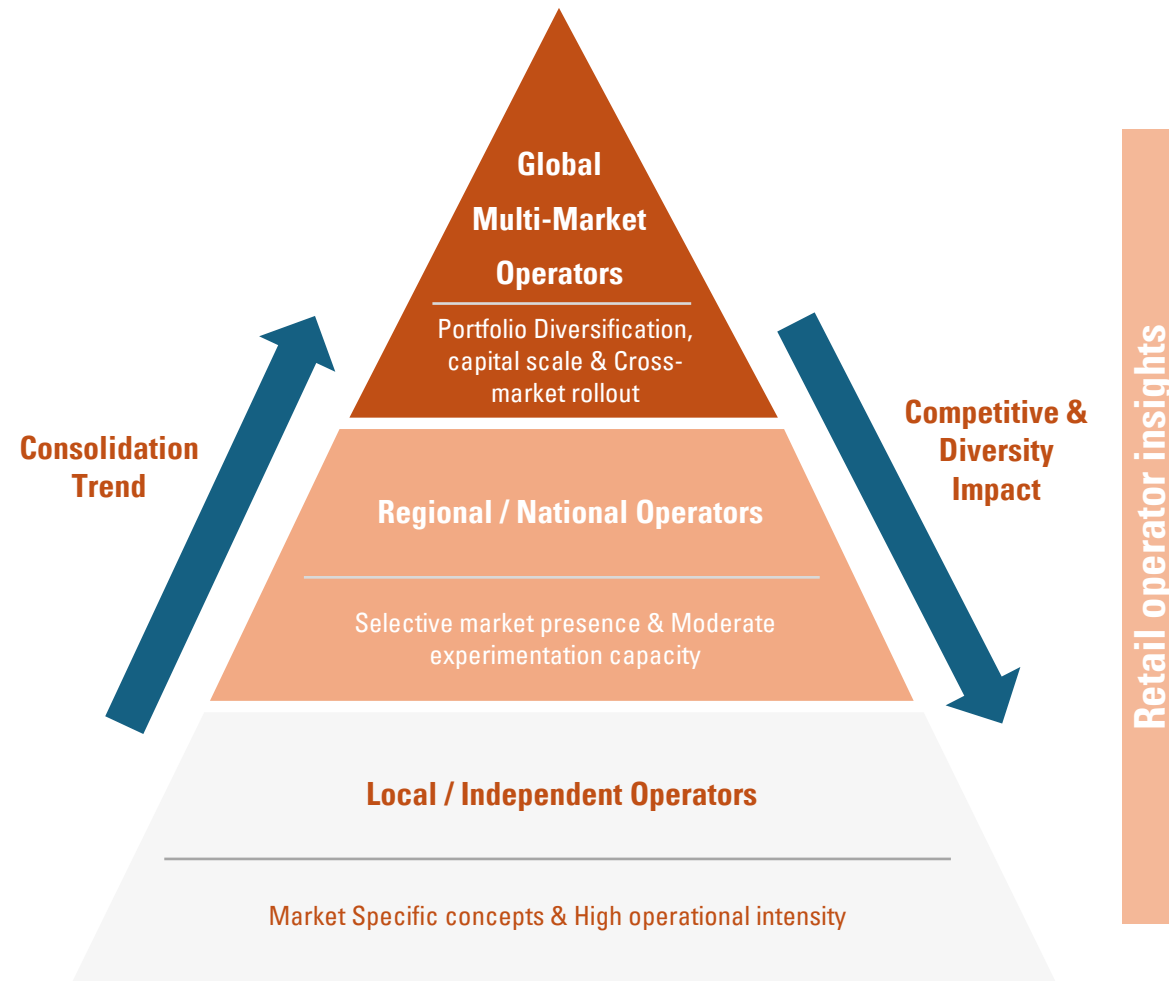 Global
Multi-Market
Operators
Portfolio Diversification,
capital scale & Cross-
market rollout
Consolidation
Trend
Competitive &
Diversity
Impact
Regional / National Operators
Selective market presence & Moderate
experimentation capacity
Local / Independent Operators
Market Specific concepts & High operational intensity
Retail operator insights